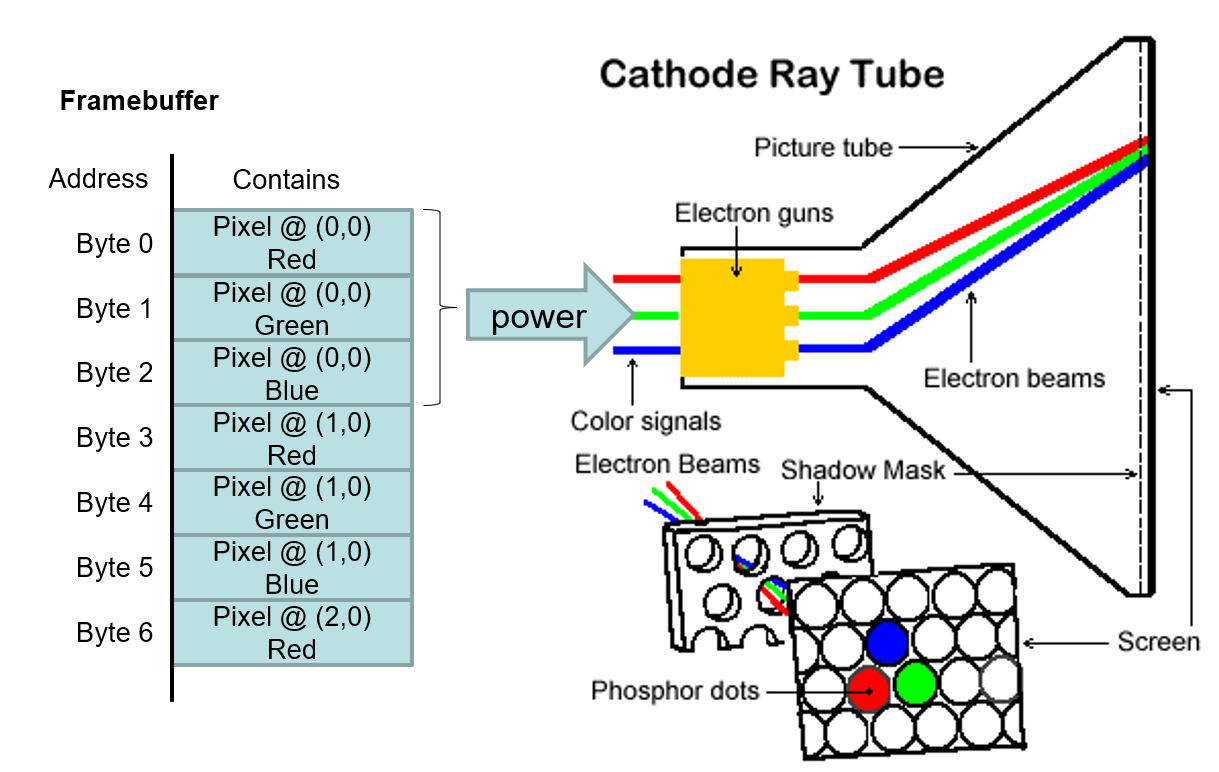 Framebuffer
Address
Contains
Byte 0
Pixel @ (0,0)
Red
Byte 1
Pixel @ (0,0)
Green
Byte 2
Pixel @ (0,0)
Blue
Byte 3
Pixel @ (1,0)
Red
Byte 4
Pixel @ (1,0)
Green
Byte 5
Pixel @ (1,0)
Blue
Byte 6
Pixel @ (2,0)
Red
power
Cathode Ray Tube
Picture tube
Electron guns
Electron beams
Color signals
Electron Beams
Shadow Mask
Screen
Phosphor dots